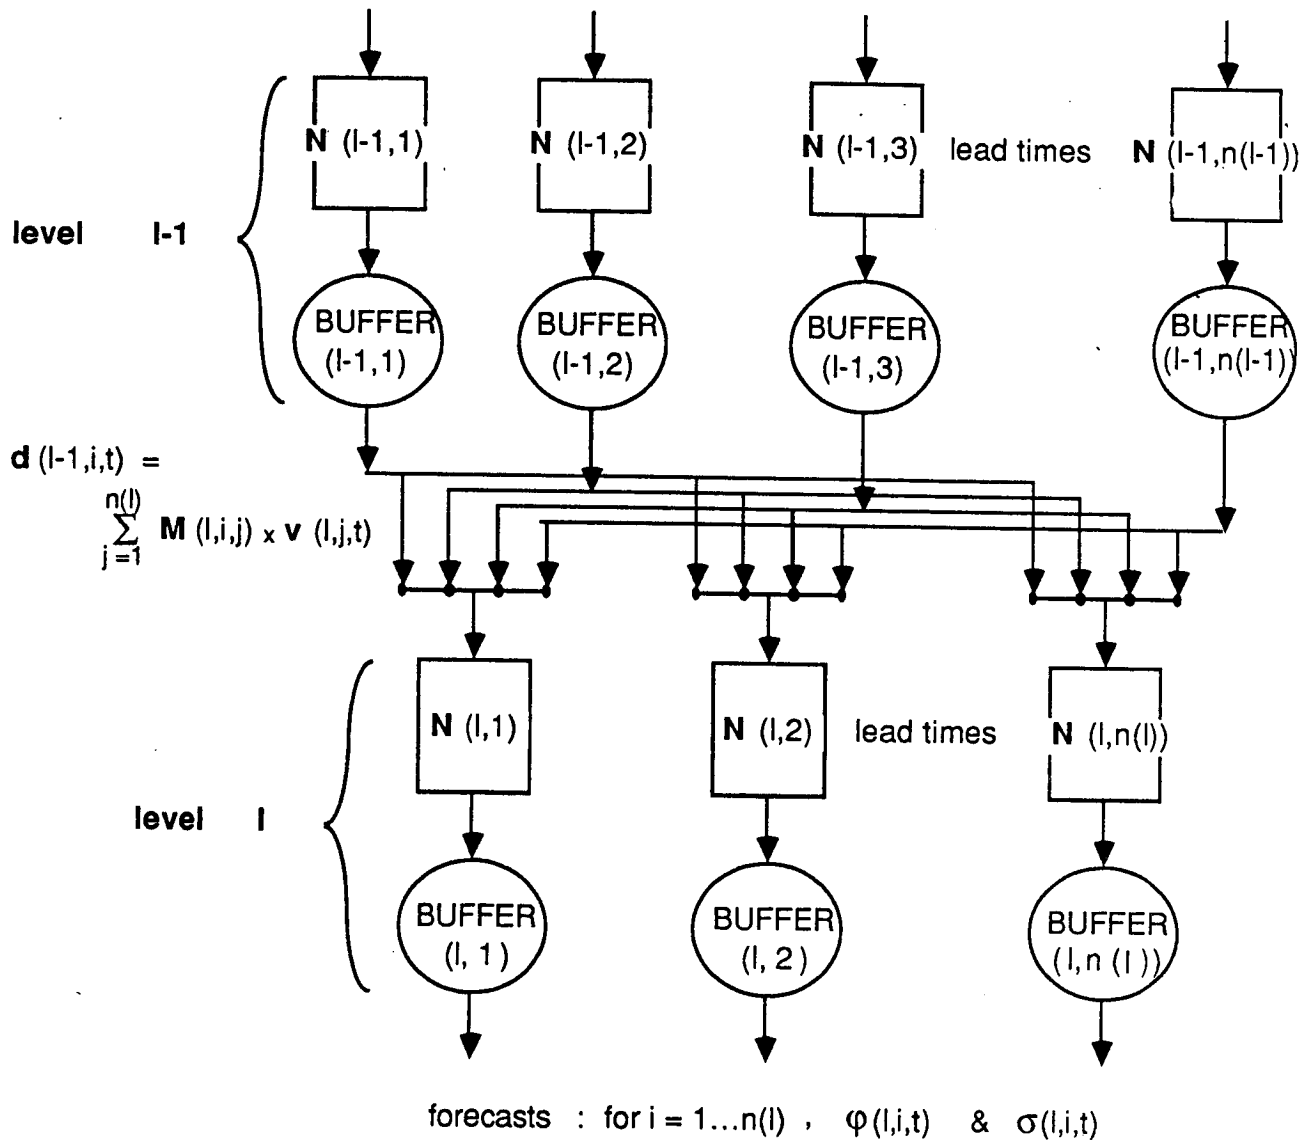 N (l-1,1) N (l-1,2) N (l-1,3) lead times N (l-1,n(l-1))
level l-1
BUFFER BUFFER BUFFER BUFFER
(l-1,1) (l-1,2) (l-1,3) (l-1,n(l-1))
d (l-1,i,t) =
n(l)
∑ M (l,i,j) x v (l,j,t)
j =1
N (l,1) N (l,2) lead times N (l,n(l))
level l
BUFFER BUFFER BUFFER
(l, 1) (l, 2) (l,n (l))
forecasts : for i = 1...n(l) , φ(l,i,t) & σ(l,i,t)